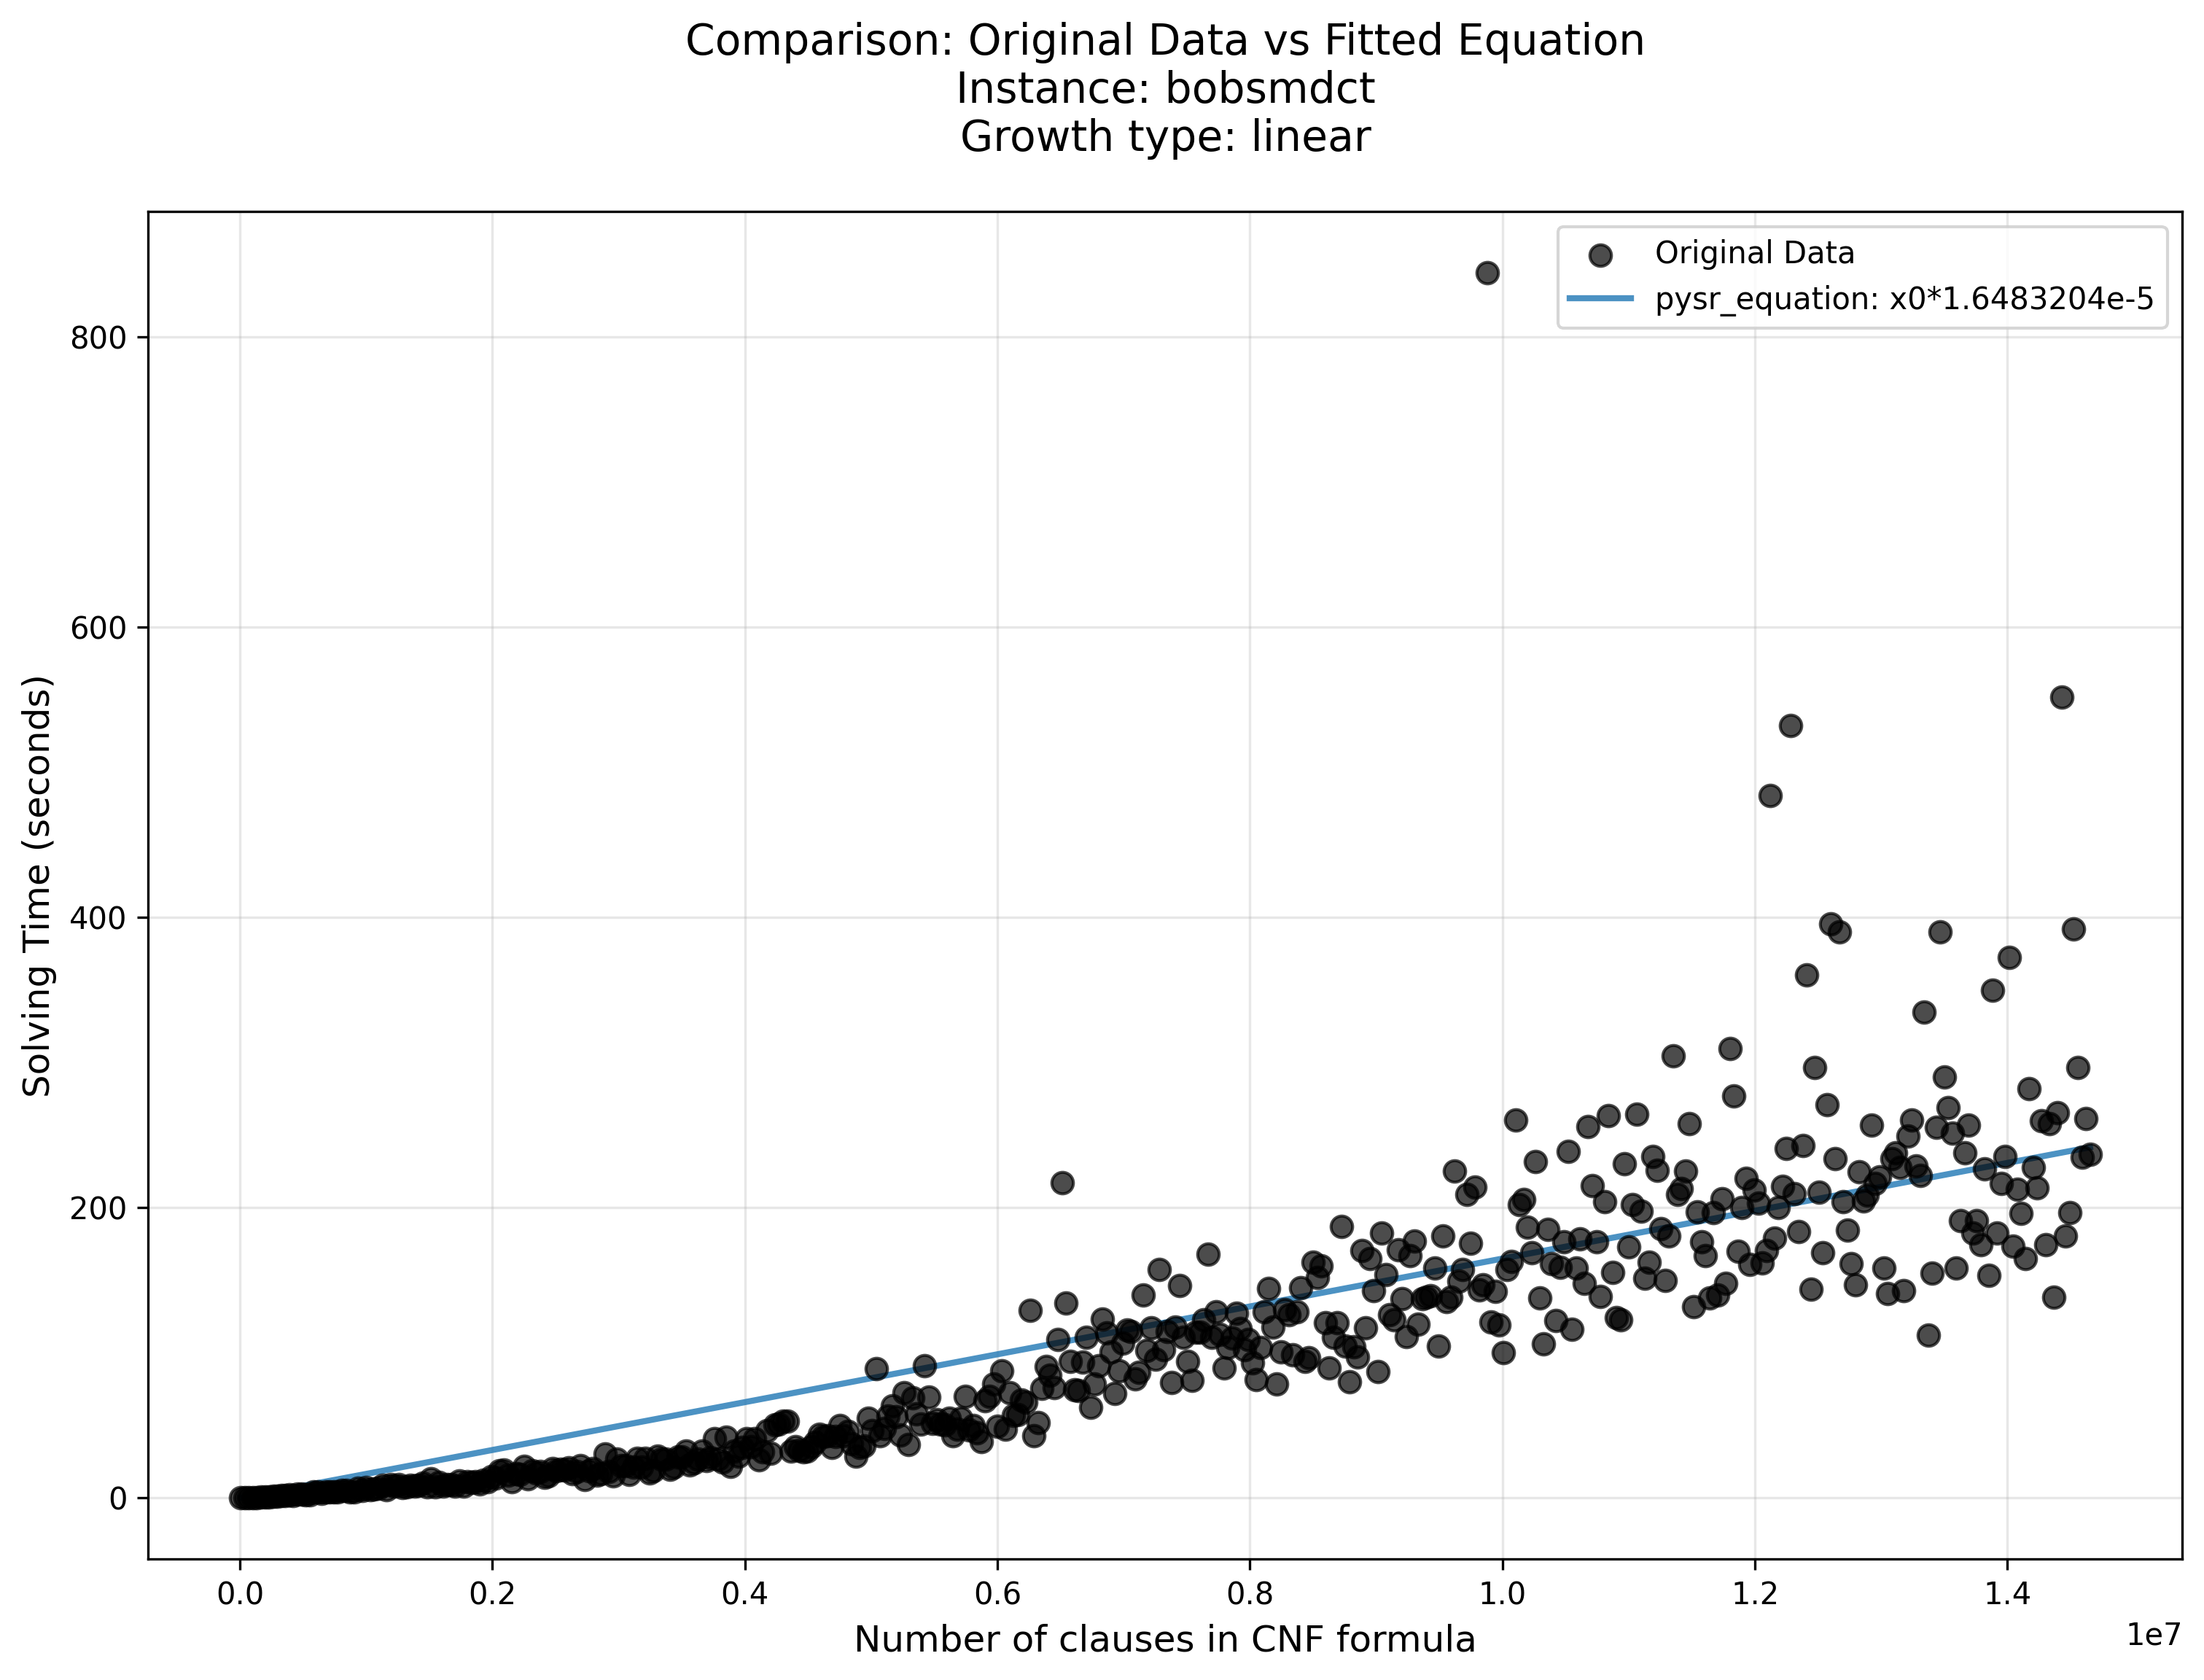 Comparison: Original Data vs Fitted Equation
Instance: bobsmdct
Growth type: linear
Original Data
pysr_equation: x0*1.6483204e-5
800
600
400
200
0
Solving Time (seconds)
0.0 0.2 0.4 0.6 0.8 1.0 1.2 1.4
1e7
Number of clauses in CNF formula